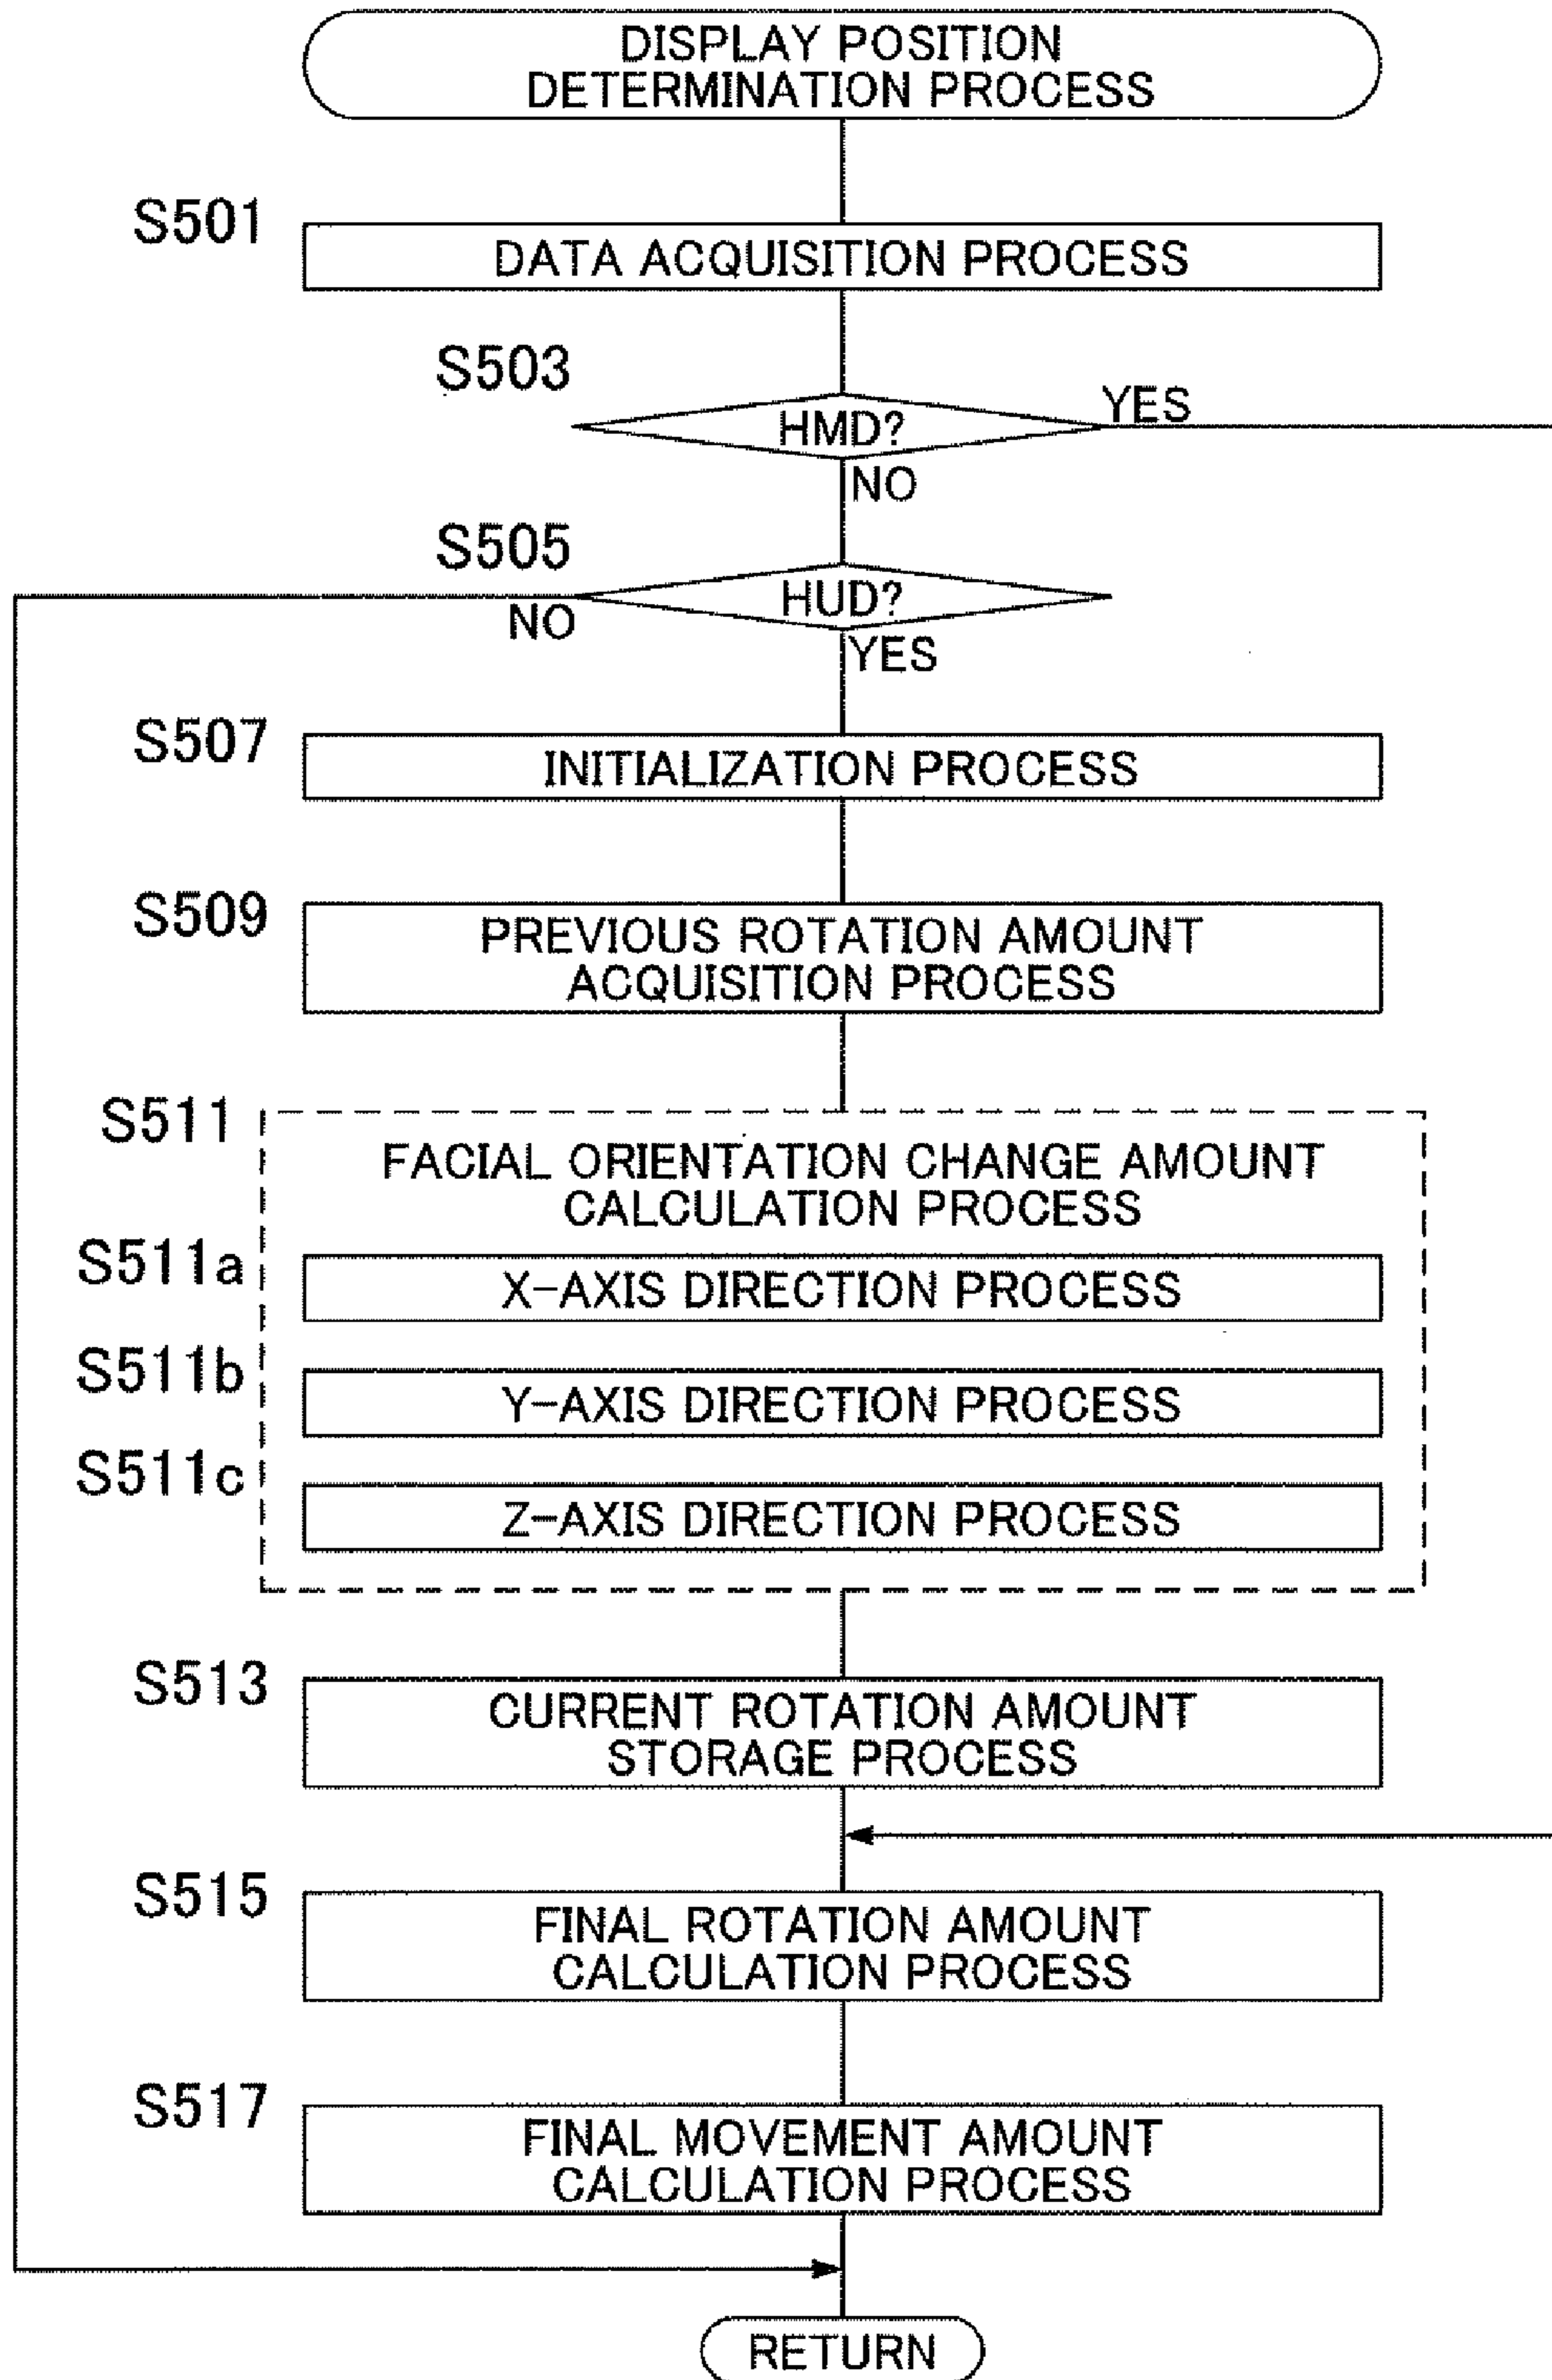 DISPLAY POSITION
DETERMINATION PROCESS
S501
DATA ACQUISITION PROCESS
S503
HMD?
YES
NO
S505
HUD?
NO
YES
S507
INITIALIZATION PROCESS
S509
PREVIOUS ROTATION AMOUNT
ACQUISITION PROCESS
S511
FACIAL ORIENTATION CHANGE AMOUNT
CALCULATION PROCESS
S511a
X-AXIS DIRECTION PROCESS
S511b
Y-AXIS DIRECTION PROCESS
S511c
Z-AXIS DIRECTION PROCESS
S513
CURRENT ROTATION AMOUNT
STORAGE PROCESS
S515
FINAL ROTATION AMOUNT
CALCULATION PROCESS
S517
FINAL MOVEMENT AMOUNT
CALCULATION PROCESS
RETURN